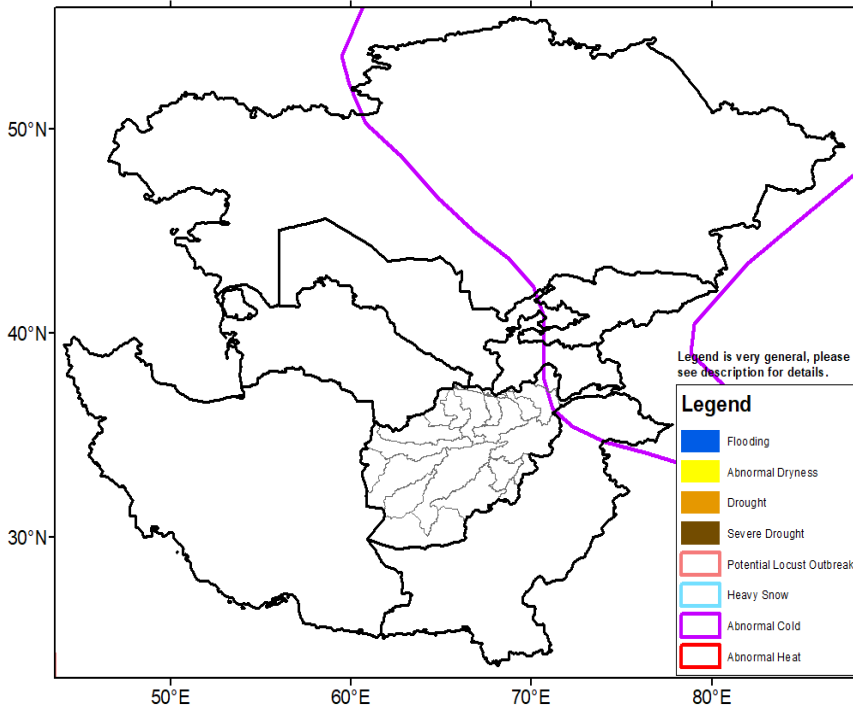 50°N
40°N
30°N
50°E
60°E
70°E
80°E
Legend is very general, please
see description for details.
Legend
Flooding
Abnormal Dryness
Drought
Severe Drought
Potential Locust Outbreak
Heavy Snow
Abnormal Cold
Abnormal Heat